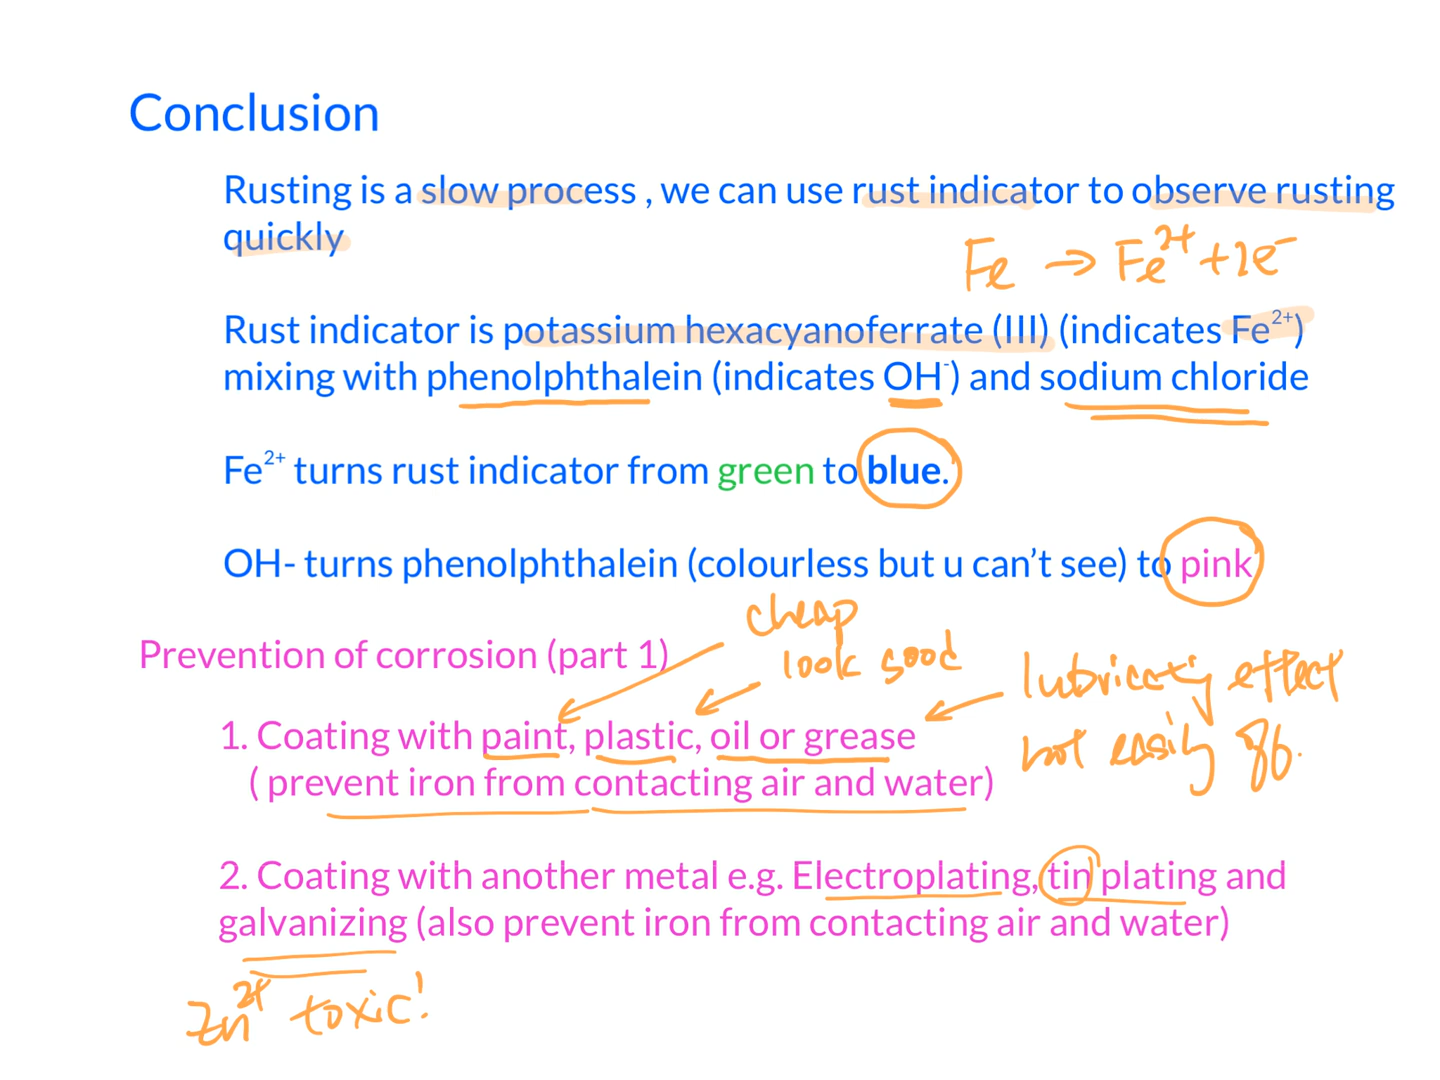 Conclusion
Rusting is a slow process , we can use rust indicator to observe rusting
quickly
Fe → Fe²⁺ + 2e⁻
Rust indicator is potassium hexacyanoferrate (III) (indicates Fe²⁺)
mixing with phenolphthalein (indicates OH⁻) and sodium chloride
Fe²⁺ turns rust indicator from green to blue.
OH- turns phenolphthalein (colourless but u can't see) to pink
cheap
Prevention of corrosion (part 1)
look good
lubricating effect
1. Coating with paint, plastic, oil or grease
not easily
( prevent iron from contacting air and water)
2. Coating with another metal e.g. Electroplating, tin plating and
galvanizing (also prevent iron from contacting air and water)
Zn²⁺ toxic!